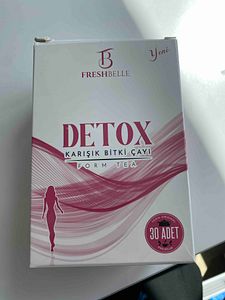 Yeni
FRESHBELLE
DETOX
KARIŞIK BİTKİ ÇAYI
FORM TEA
30 ADET